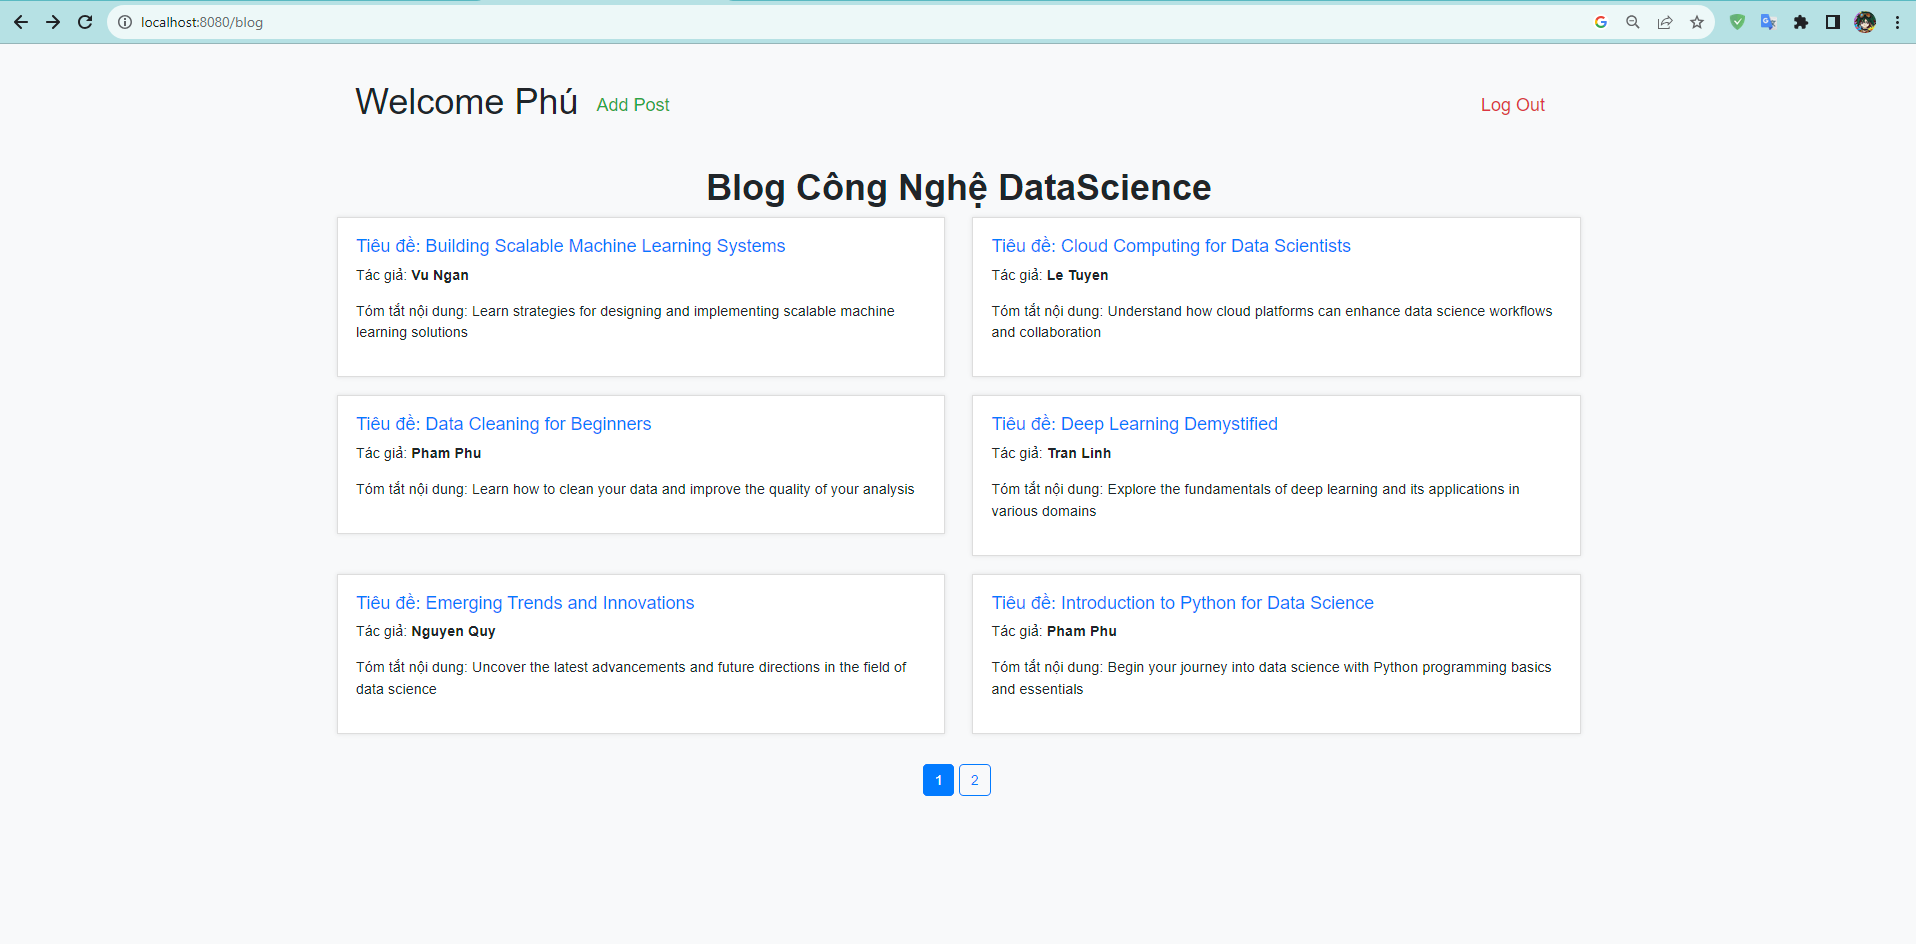 localhost:8080/blog
Welcome Phú Add Post Log Out
Blog Công Nghệ DataScience
Tiêu đề: Building Scalable Machine Learning Systems
Tác giả: Vu Ngan
Tóm tắt nội dung: Learn strategies for designing and implementing scalable machine
learning solutions
Tiêu đề: Cloud Computing for Data Scientists
Tác giả: Le Tuyen
Tóm tắt nội dung: Understand how cloud platforms can enhance data science workflows
and collaboration
Tiêu đề: Data Cleaning for Beginners
Tác giả: Pham Phu
Tóm tắt nội dung: Learn how to clean your data and improve the quality of your analysis
Tiêu đề: Deep Learning Demystified
Tác giả: Tran Linh
Tóm tắt nội dung: Explore the fundamentals of deep learning and its applications in
various domains
Tiêu đề: Emerging Trends and Innovations
Tác giả: Nguyen Quy
Tóm tắt nội dung: Uncover the latest advancements and future directions in the field of
data science
Tiêu đề: Introduction to Python for Data Science
Tác giả: Pham Phu
Tóm tắt nội dung: Begin your journey into data science with Python programming basics
and essentials
1 2